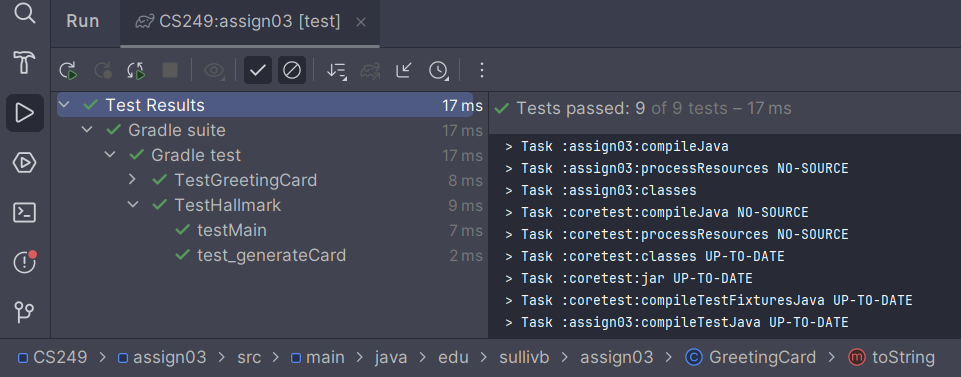 Run CS249:assign03 [test]
Test Results 17 ms
Gradle suite 17 ms
Gradle test 17 ms
TestGreetingCard 8 ms
TestHallmark 9 ms
testMain 7 ms
test_generateCard 2 ms
Tests passed: 9 of 9 tests – 17 ms
> Task :assign03:compileJava
> Task :assign03:processResources NO-SOURCE
> Task :assign03:classes
> Task :coretest:compileJava NO-SOURCE
> Task :coretest:processResources NO-SOURCE
> Task :coretest:classes UP-TO-DATE
> Task :coretest:jar UP-TO-DATE
> Task :coretest:compileTestFixturesJava UP-TO-DATE
> Task :assign03:compileTestJava UP-TO-DATE
CS249 > assign03 > src > main > java > edu > sullivb > assign03 > C GreetingCard > m toString